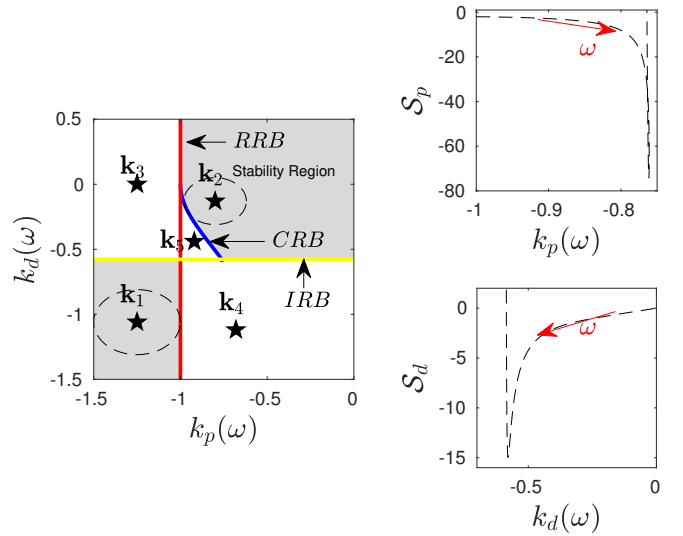 0.5
0
-0.5
-1
-1.5
-1.5
-1
-0.5
0
k_d(ω)
k_p(ω)
RRB
k_3
k_2
Stability Region
k_5
CRB
IRB
k_1
k_4
0
-20
-40
-60
80
-1
-0.9
-0.8
S_p
ω
k_p(ω)
0
-5
-10
-15
-0.5
0
S_d
ω
k_d(ω)